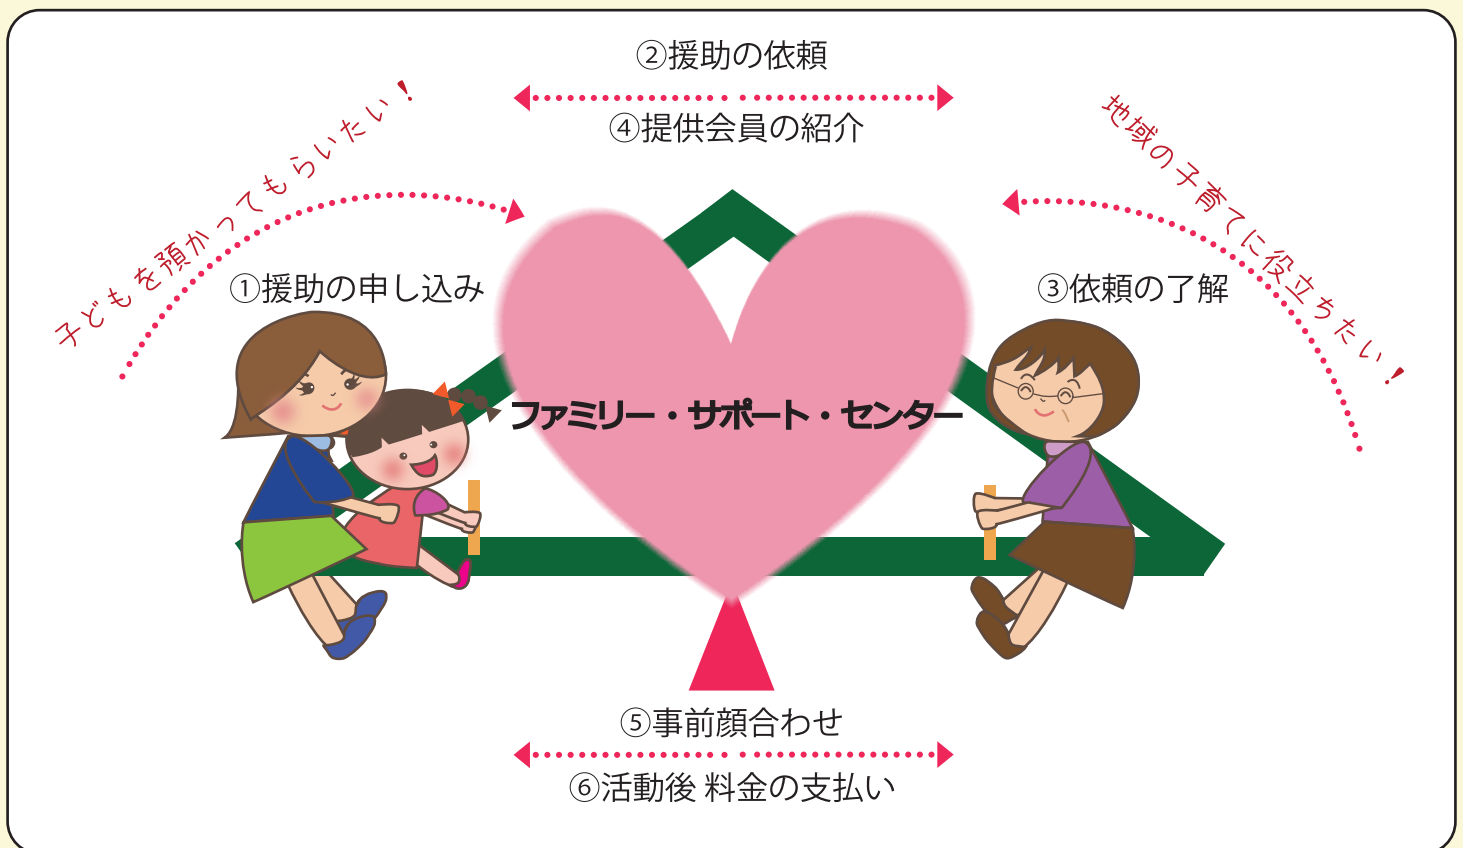 ②援助の依頼
④提供会員の紹介
子どもを預かってもらいたい！
地域の子育てに役立ちたい！
①援助の申し込み
③依頼の了解
ファミリー・サポート・センター
⑤事前顔合わせ
⑥活動後 料金の支払い